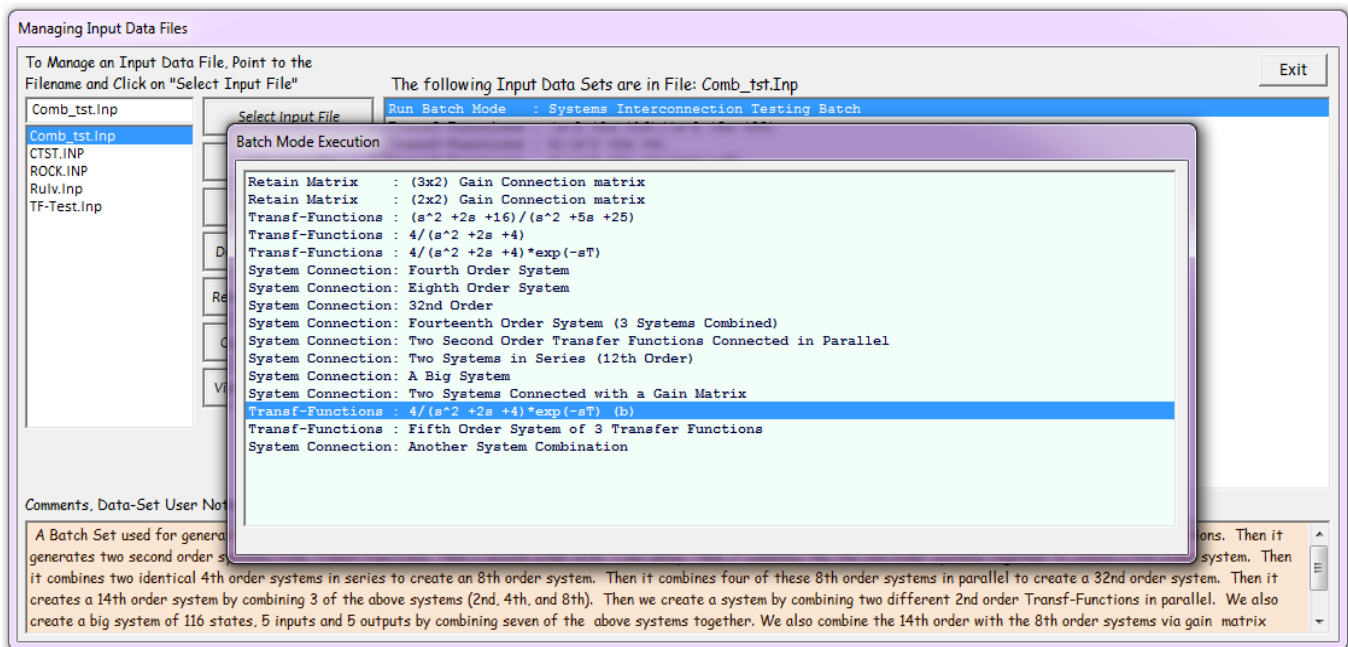 Managing Input Data Files
To Manage an Input Data File, Point to the
Filename and Click on "Select Input File"
The following Input Data Sets are in File: Comb_tst.Inp
Exit
Comb_tst.Inp
Select Input File
Run Batch Mode : Systems Interconnection Testing Batch
Comb_tst.Inp
CTST.INP
ROCK.INP
Rulv.Inp
TF-Test.Inp
Batch Mode Execution
Retain Matrix : (3x2) Gain Connection matrix
Retain Matrix : (2x2) Gain Connection matrix
Transf-Functions : (s^2 +2s +16)/(s^2 +5s +25)
Transf-Functions : 4/(s^2 +2s +4)
Transf-Functions : 4/(s^2 +2s +4)*exp(-sT)
System Connection: Fourth Order System
System Connection: Eighth Order System
System Connection: 32nd Order
System Connection: Fourteenth Order System (3 Systems Combined)
System Connection: Two Second Order Transfer Functions Connected in Parallel
System Connection: Two Systems in Series (12th Order)
System Connection: A Big System
System Connection: Two Systems Connected with a Gain Matrix
Transf-Functions : 4/(s^2 +2s +4)*exp(-sT) (b)
Transf-Functions : Fifth Order System of 3 Transfer Functions
System Connection: Another System Combination
Comments, Data-Set User
A Batch Set used for ons. Then it
generates two second order system. Then
it combines two identical 4th order systems in series to create an 8th order system. Then it combines four of these 8th order systems in parallel to create a 32nd order system. Then it
creates a 14th order system by combining 3 of the above systems (2nd, 4th, and 8th). Then we create a system by combining two different 2nd order Transf-Functions in parallel. We also
create a big system of 116 states, 5 inputs and 5 outputs by combining seven of the above systems together. We also combine the 14th order with the 8th order systems via gain matrix